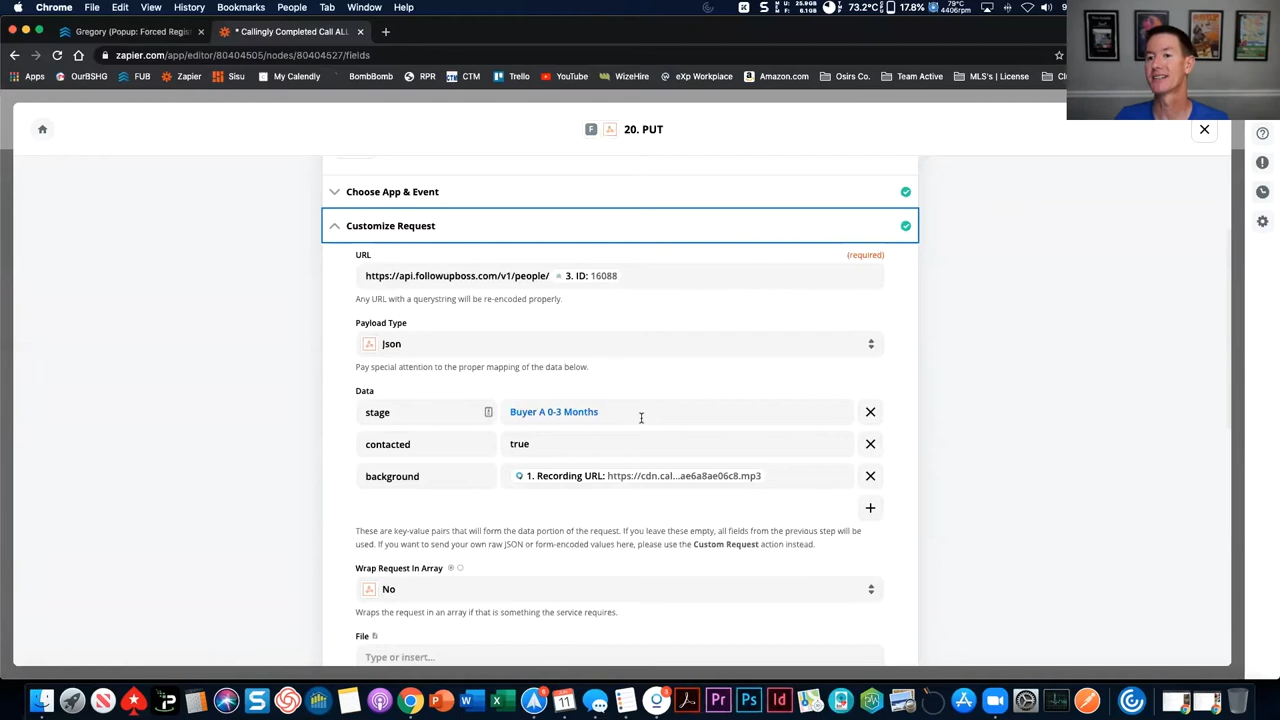 Chrome File Edit View History Bookmarks People Tab Window Help
73.2°C 17.8% 79°
4406rpm
Gregory (Popup: Forced Regist
* Callingly Completed Call ALL
zapier.com/app/editor/80404505/nodes/80404527/fields
Apps OurBSHG FUB Zapier Sisu My Calendly BombBomb RPR CTM Trello YouTube WizeHire eXp Workplace Amazon.com Osiris Co. Team Active MLS's | License
20. PUT
Choose App & Event
Customize Request
URL (required)
https://api.followupboss.com/v1/people/ 3. ID: 16088
Any URL with a querystring will be re-encoded properly.
Payload Type
Json
Pay special attention to the proper mapping of the data below.
Data
stage Buyer A 0-3 Months
contacted true
background 1. Recording URL: https://cdn.cal...ae6a8ae06c8.mp3
These are key-value pairs that will form the data portion of the request. If you leave these empty, all fields from the previous step will be
used. If you want to send your own raw JSON or form-encoded values here, please use the Custom Request action instead.
Wrap Request In Array
No
Wraps the request in an array if that is something the service requires.
File
Type or insert...